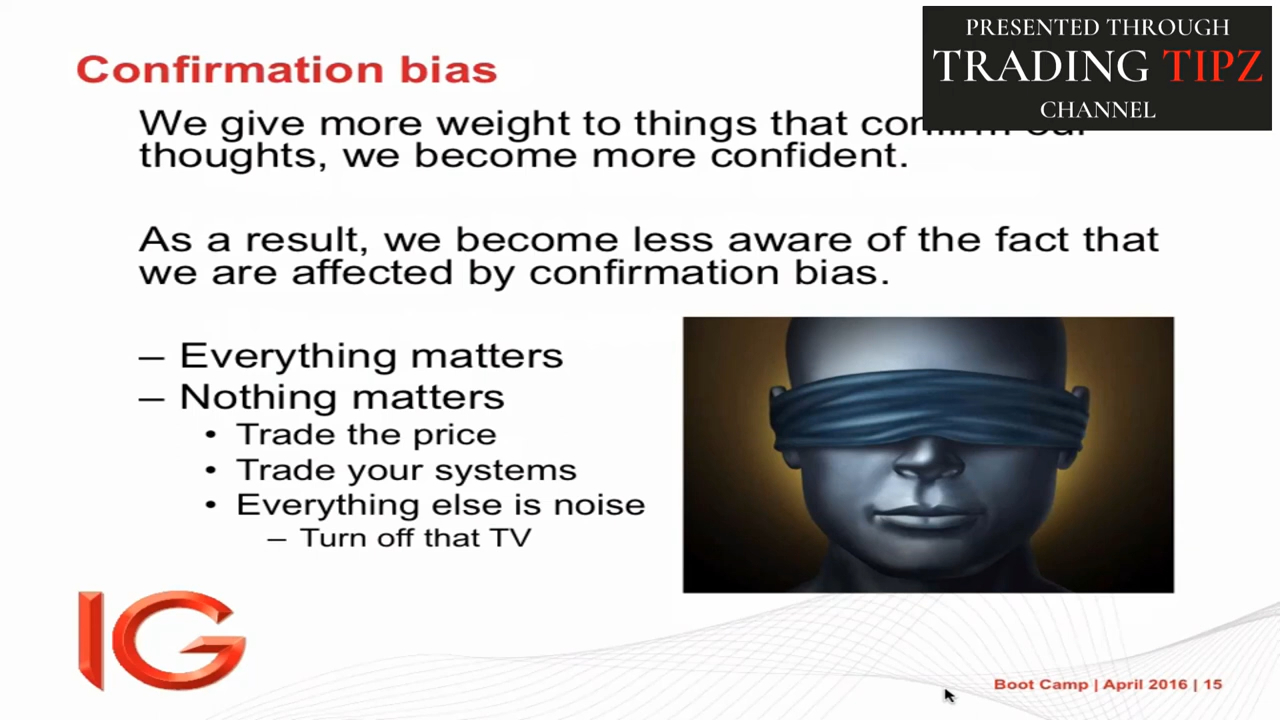 PRESENTED THROUGH
TRADING TIPZ
CHANNEL
Confirmation bias
We give more weight to things that confirm our
thoughts, we become more confident.
As a result, we become less aware of the fact that
we are affected by confirmation bias.
– Everything matters
– Nothing matters
• Trade the price
• Trade your systems
• Everything else is noise
– Turn off that TV
IG
Boot Camp | April 2016 | 15